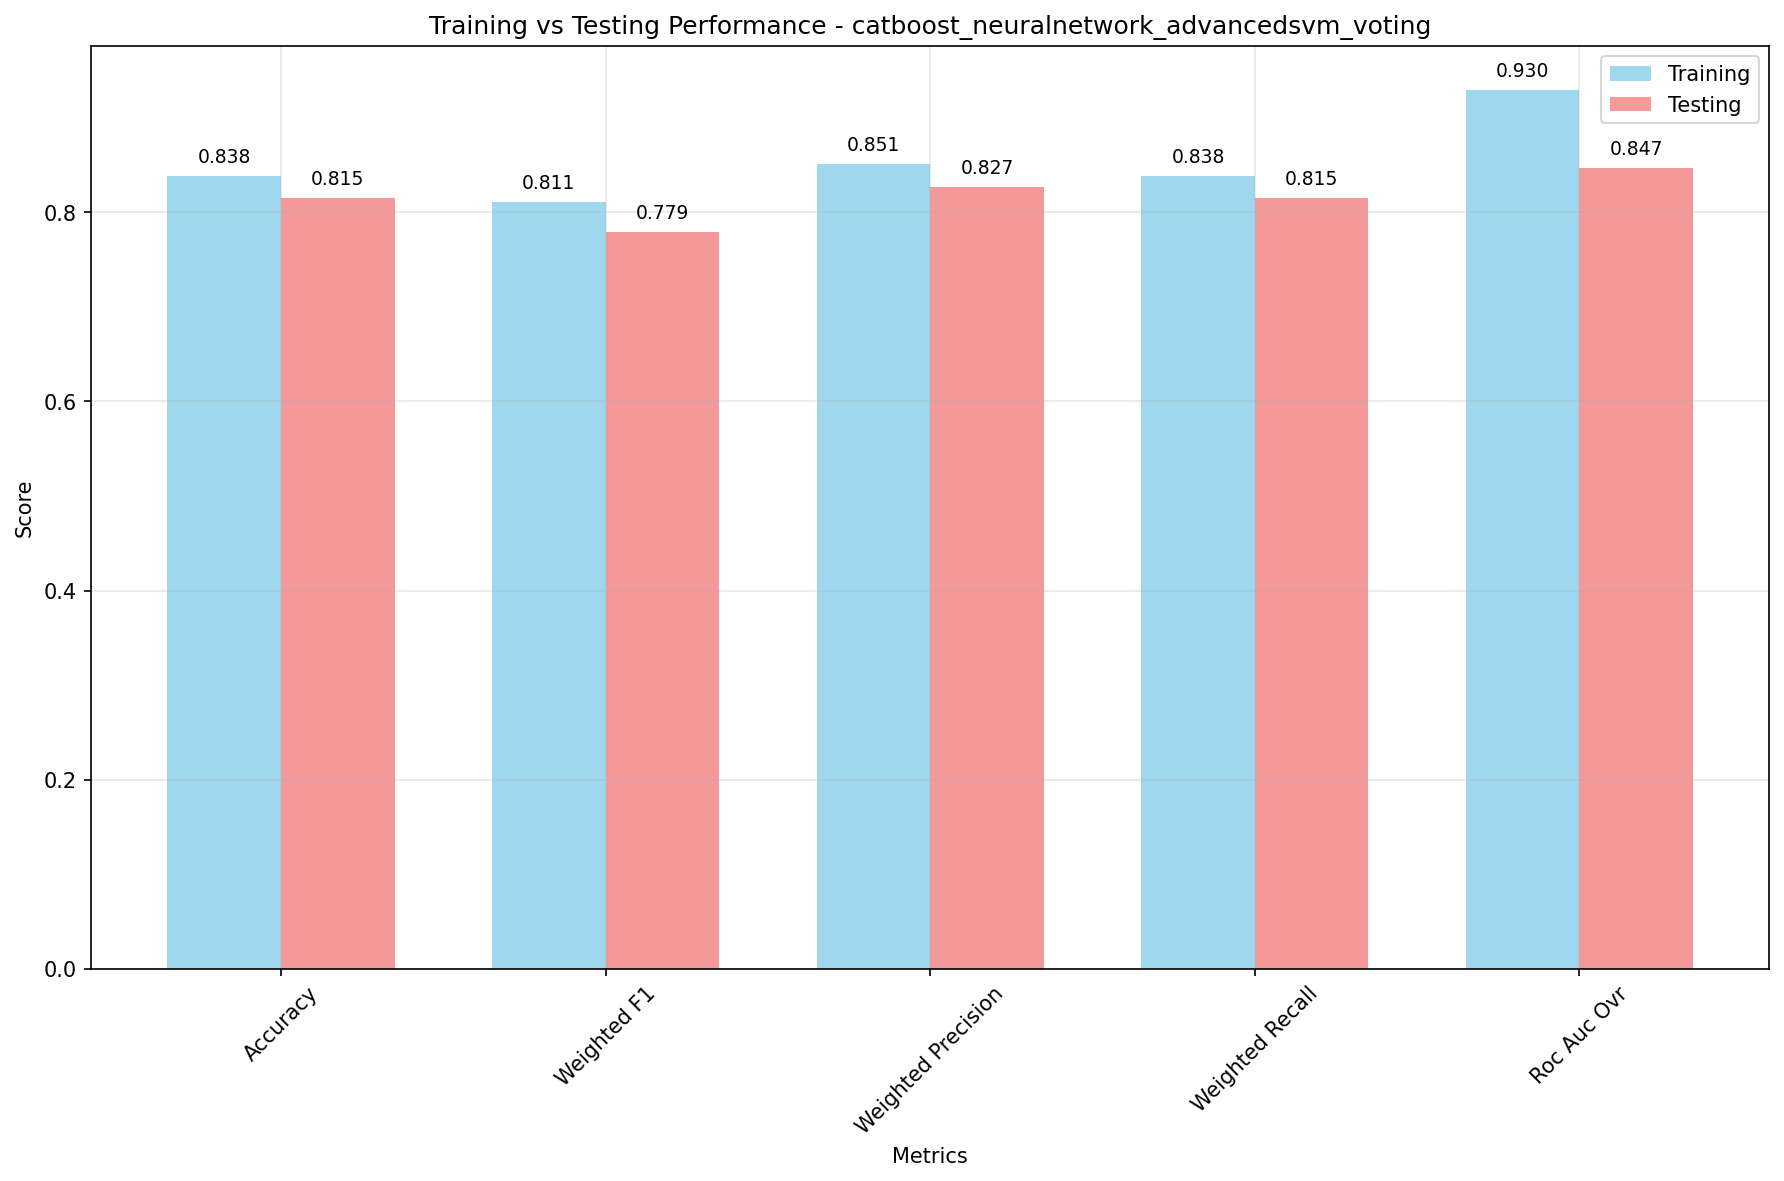 Training vs Testing Performance - catboost_neuralnetwork_advancedsvm_voting
Training
Testing
0.930
0.851
0.838
0.838
0.847
0.827
0.815
0.811
0.815
0.779
Score
0.8
0.6
0.4
0.2
0.0
Accuracy
Weighted F1
Weighted Precision
Weighted Recall
Roc Auc Ovr
Metrics